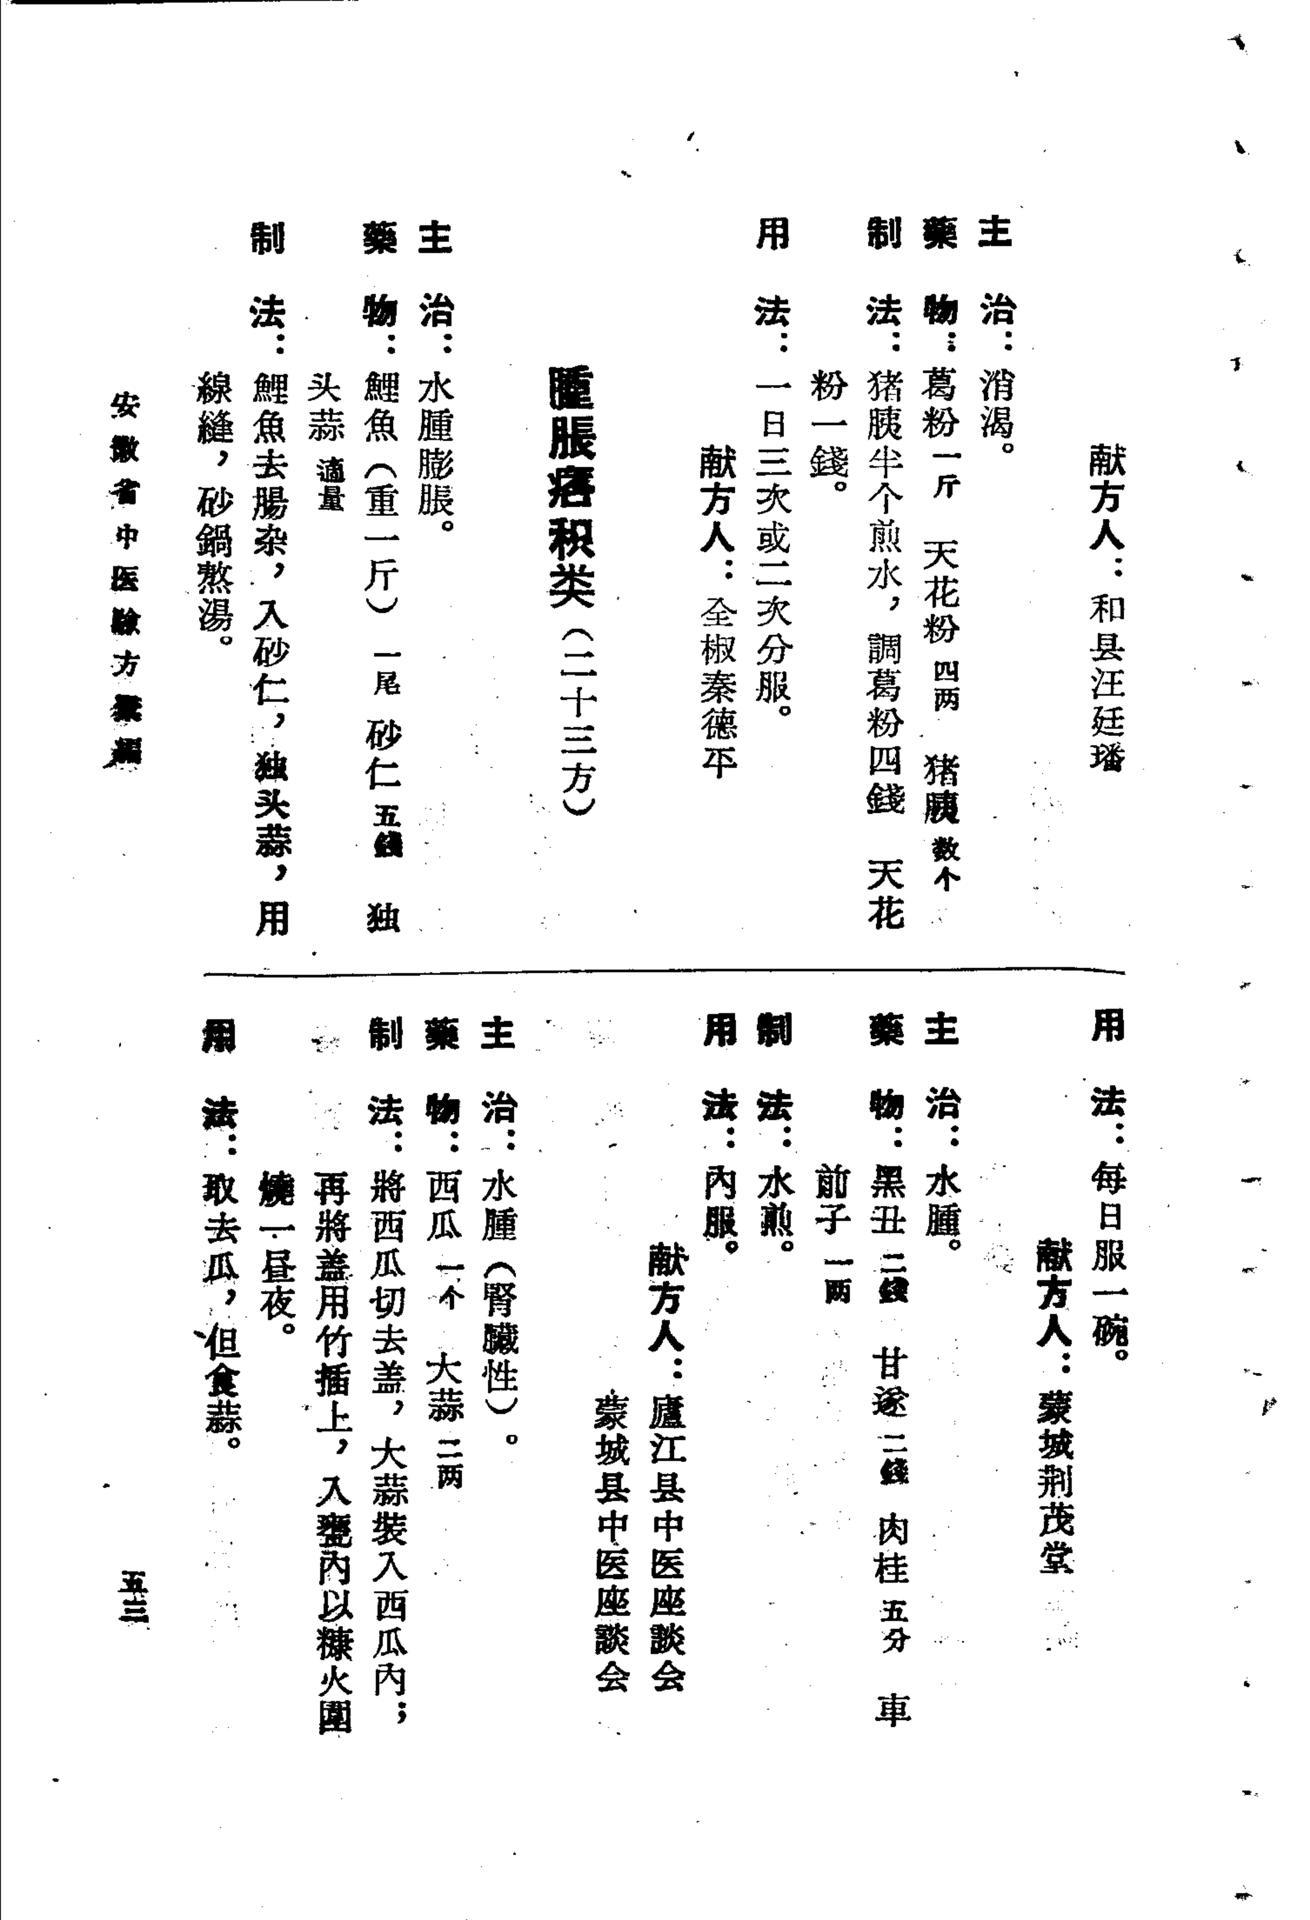 献方人：和县汪廷璠
主　治：消渴。
藥　物：葛粉一斤　天花粉四两　猪胰数个
制　法：猪胰半个煎水，調葛粉四錢　天花
粉一錢。
用　法：一日三次或二次分服。
献方人：全椒秦德平
腫脹痞积类（二十三方）
主　治：水腫膨脹。
藥　物：鯉魚（重一斤）一尾　砂仁五錢　独
头蒜適量
制　法：鯉魚去腸杂，入砂仁，独头蒜，用
線縫，砂鍋熬湯。
用　法：每日服一碗。
献方人：蒙城荆茂堂
主　治：水腫。
藥　物：黑丑二錢　甘遂二錢　肉桂五分　車
前子一两
制　法：水煎。
用　法：內服。
献方人：廬江县中医座談会
蒙城县中医座談会
主　治：水腫（腎臟性）。
藥　物：西瓜一个　大蒜二两
制　法：將西瓜切去盖，大蒜裝入西瓜內；
再將盖用竹插上，入甕內以糠火圍
燒一昼夜。
用　法：取去瓜，但食蒜。
安徽省中医驗方彙編
五三